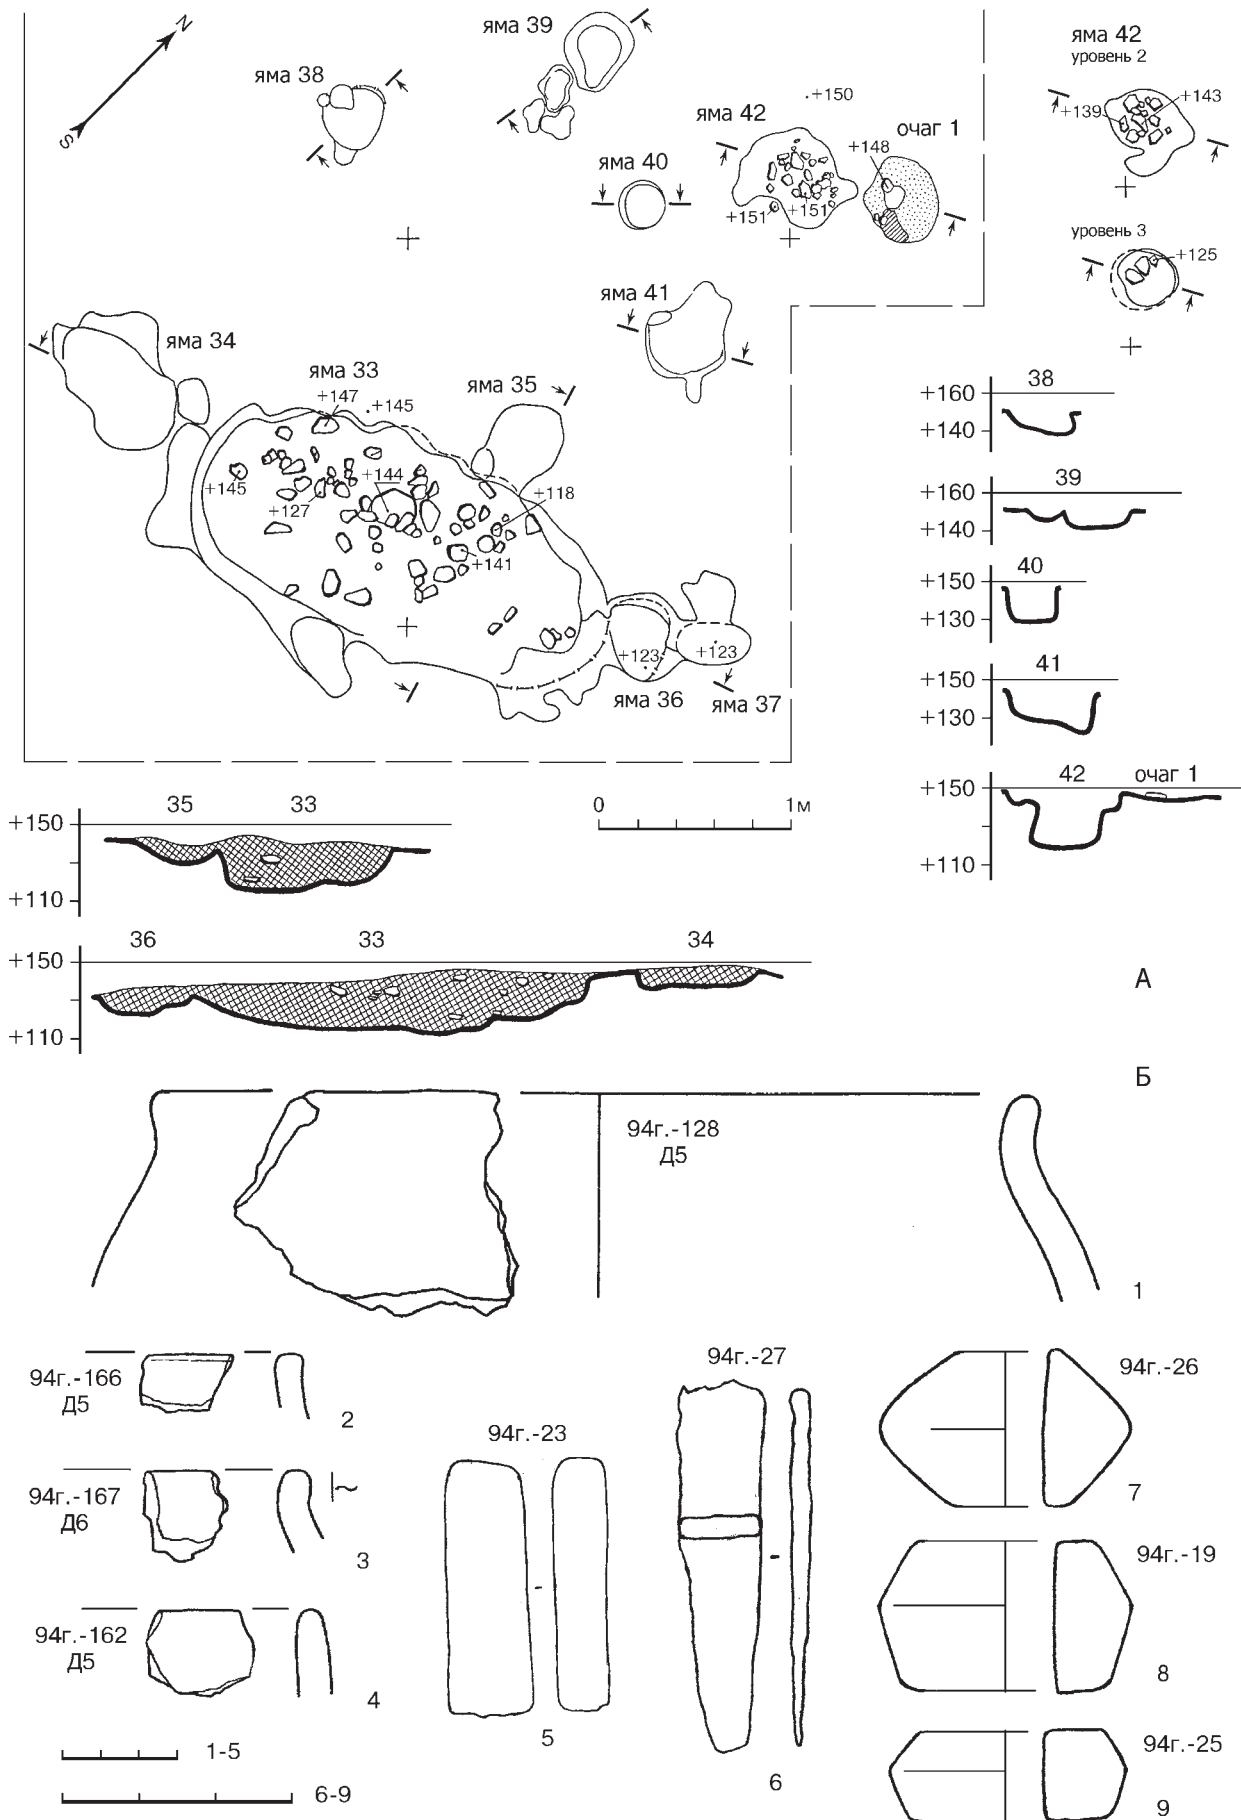 N
S
яма 38
яма 39
яма 42
+150
очаг 1
+148
яма 40
+151
+151
яма 42
уровень 2
+139
+143
уровень 3
+125
яма 41
яма 34
яма 33
+147
+145
яма 35
+145
+144
+127
+118
+141
+123
+123
яма 36
яма 37
+160
38
+140
+160
39
+140
+150
40
+130
+150
41
+130
+150
42
очаг 1
+110
35
33
+150
+110
0
1м
36
33
34
+150
+110
А
Б
94г.-128
Д5
1
94г.-166
Д5
2
94г.-167
Д6
3
94г.-162
Д5
4
94г.-23
5
94г.-27
6
94г.-26
7
94г.-19
8
94г.-25
9
1-5
6-9